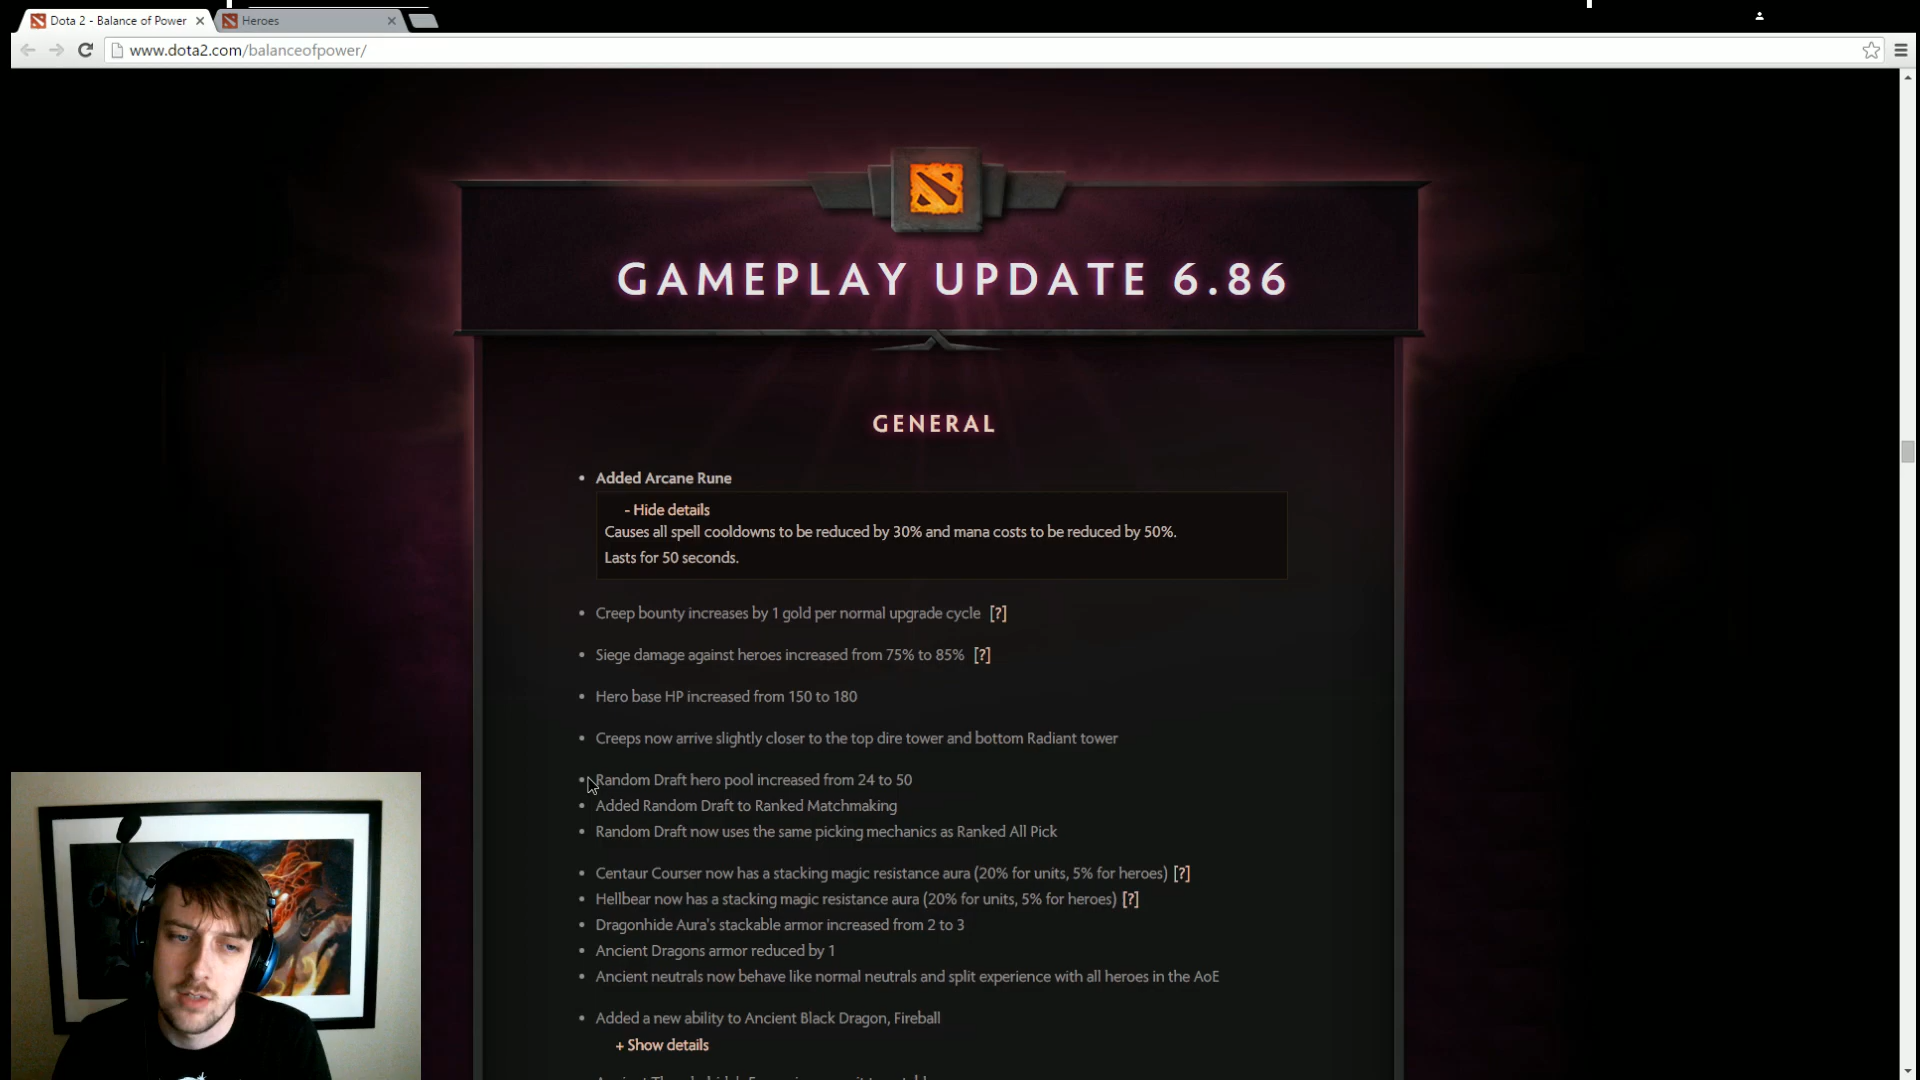 Dota 2 - Balance of Power
Heroes
www.dota2.com/balanceofpower/
GAMEPLAY UPDATE 6.86
GENERAL
• Added Arcane Rune
- Hide details
Causes all spell cooldowns to be reduced by 30% and mana costs to be reduced by 50%.
Lasts for 50 seconds.
• Creep bounty increases by 1 gold per normal upgrade cycle [?]
• Siege damage against heroes increased from 75% to 85% [?]
• Hero base HP increased from 150 to 180
• Creeps now arrive slightly closer to the top dire tower and bottom Radiant tower
• Random Draft hero pool increased from 24 to 50
• Added Random Draft to Ranked Matchmaking
• Random Draft now uses the same picking mechanics as Ranked All Pick
• Centaur Courser now has a stacking magic resistance aura (20% for units, 5% for heroes) [?]
• Hellbear now has a stacking magic resistance aura (20% for units, 5% for heroes) [?]
• Dragonhide Aura's stackable armor increased from 2 to 3
• Ancient Dragons armor reduced by 1
• Ancient neutrals now behave like normal neutrals and split experience with all heroes in the AoE
• Added a new ability to Ancient Black Dragon, Fireball
+ Show details